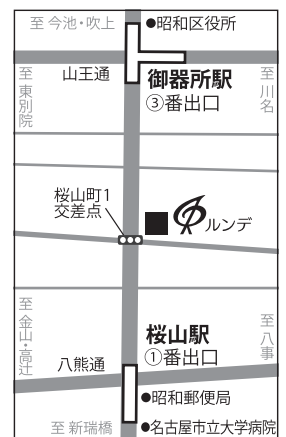 至 今池・吹上
●昭和区役所
山王通
至 東別院
御器所駅
③番出口
至 川名
桜山町1
交差点
ルンデ
桜山駅
①番出口
至 金山・高辻
八熊通
至 八事
●昭和郵便局
至 新瑞橋
●名古屋市立大学病院